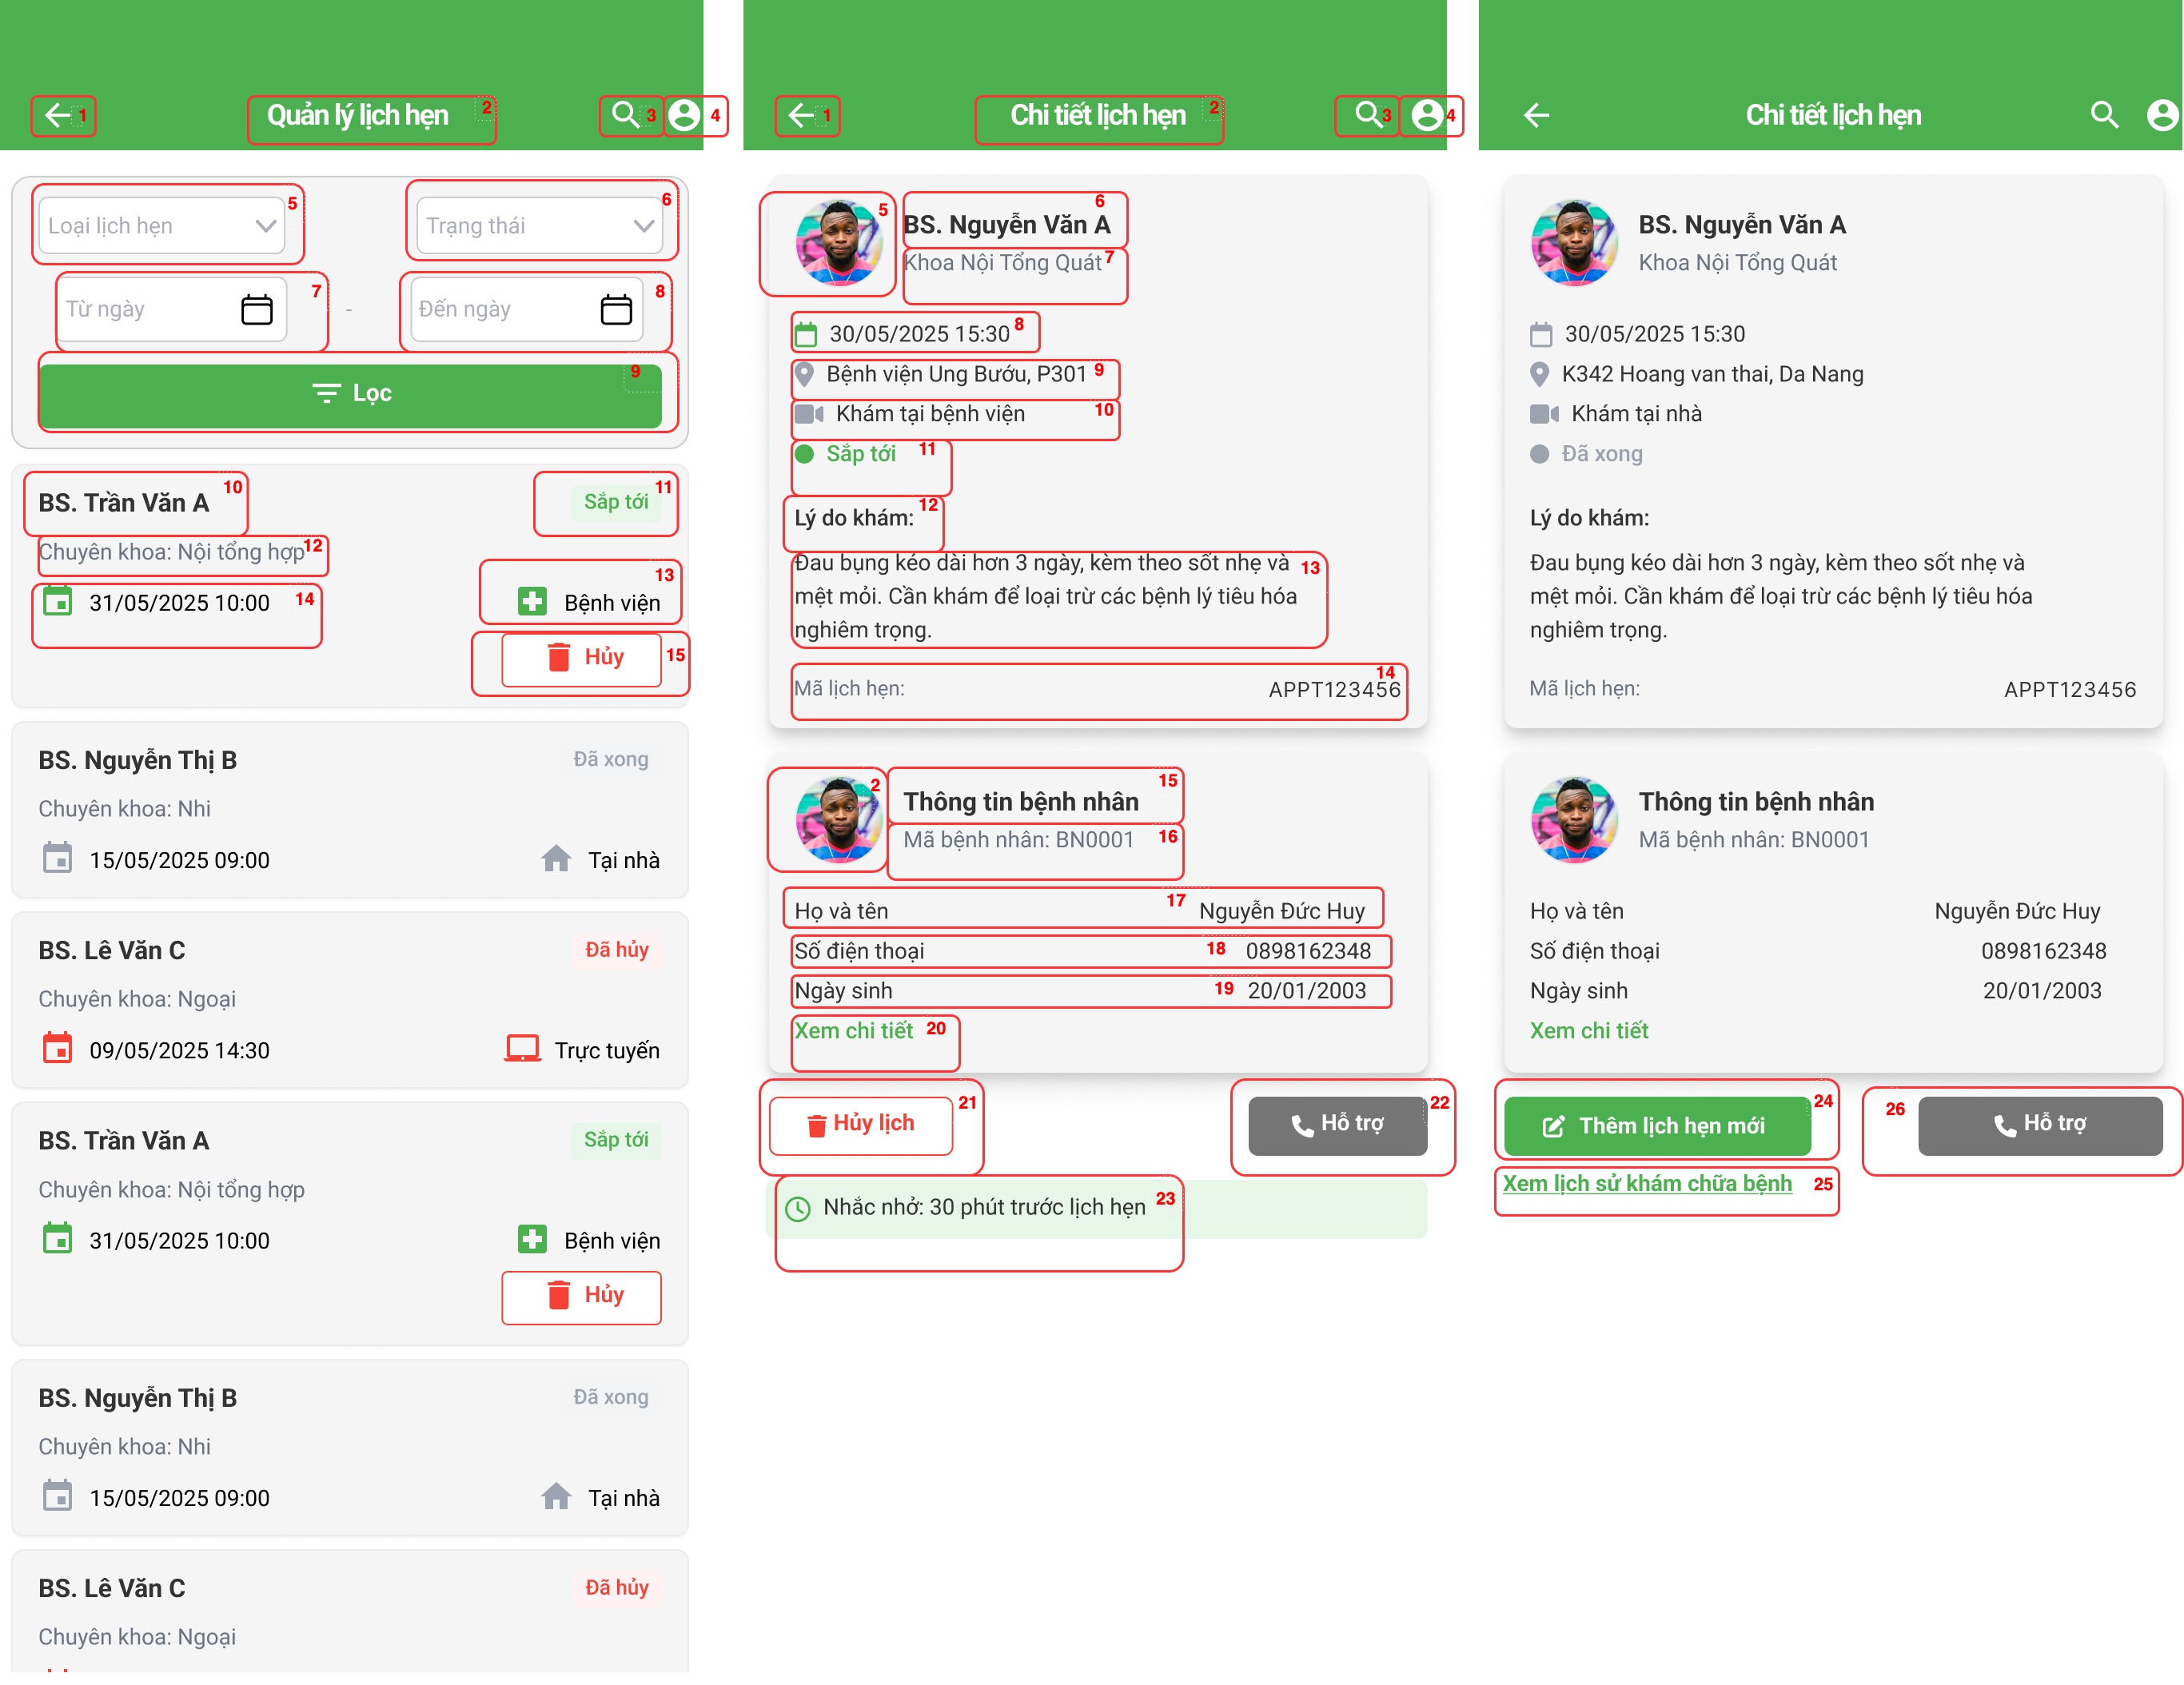 Quản lý lịch hẹn
1
2
3
4
Loại lịch hẹn
5
Trạng thái
6
Từ ngày
7
-
Đến ngày
8
Lọc
9
BS. Trần Văn A
10
Sắp tới
11
Chuyên khoa: Nội tổng hợp
12
31/05/2025 10:00
14
Bệnh viện
13
Hủy
15
BS. Nguyễn Thị B
Đã xong
Chuyên khoa: Nhi
15/05/2025 09:00
Tại nhà
BS. Lê Văn C
Đã hủy
Chuyên khoa: Ngoại
09/05/2025 14:30
Trực tuyến
BS. Trần Văn A
Sắp tới
Chuyên khoa: Nội tổng hợp
31/05/2025 10:00
Bệnh viện
Hủy
BS. Nguyễn Thị B
Đã xong
Chuyên khoa: Nhi
15/05/2025 09:00
Tại nhà
BS. Lê Văn C
Đã hủy
Chuyên khoa: Ngoại
1
Chi tiết lịch hẹn
2
3
4
5
BS. Nguyễn Văn A
6
Khoa Nội Tổng Quát
7
30/05/2025 15:30
8
Bệnh viện Ung Bướu, P301
9
Khám tại bệnh viện
10
Sắp tới
11
Lý do khám:
12
Đau bụng kéo dài hơn 3 ngày, kèm theo sốt nhẹ và
mệt mỏi. Cần khám để loại trừ các bệnh lý tiêu hóa
nghiêm trọng.
13
Mã lịch hẹn:
APPT123456
14
2
Thông tin bệnh nhân
15
Mã bệnh nhân: BN0001
16
Họ và tên
17
Nguyễn Đức Huy
Số điện thoại
18
0898162348
Ngày sinh
19
20/01/2003
Xem chi tiết
20
Hủy lịch
21
Hỗ trợ
22
Nhắc nhở: 30 phút trước lịch hẹn
23
Chi tiết lịch hẹn
BS. Nguyễn Văn A
Khoa Nội Tổng Quát
30/05/2025 15:30
K342 Hoang van thai, Da Nang
Khám tại nhà
Đã xong
Lý do khám:
Đau bụng kéo dài hơn 3 ngày, kèm theo sốt nhẹ và
mệt mỏi. Cần khám để loại trừ các bệnh lý tiêu hóa
nghiêm trọng.
Mã lịch hẹn:
APPT123456
Thông tin bệnh nhân
Mã bệnh nhân: BN0001
Họ và tên
Nguyễn Đức Huy
Số điện thoại
0898162348
Ngày sinh
20/01/2003
Xem chi tiết
Thêm lịch hẹn mới
24
26
Hỗ trợ
Xem lịch sử khám chữa bệnh
25